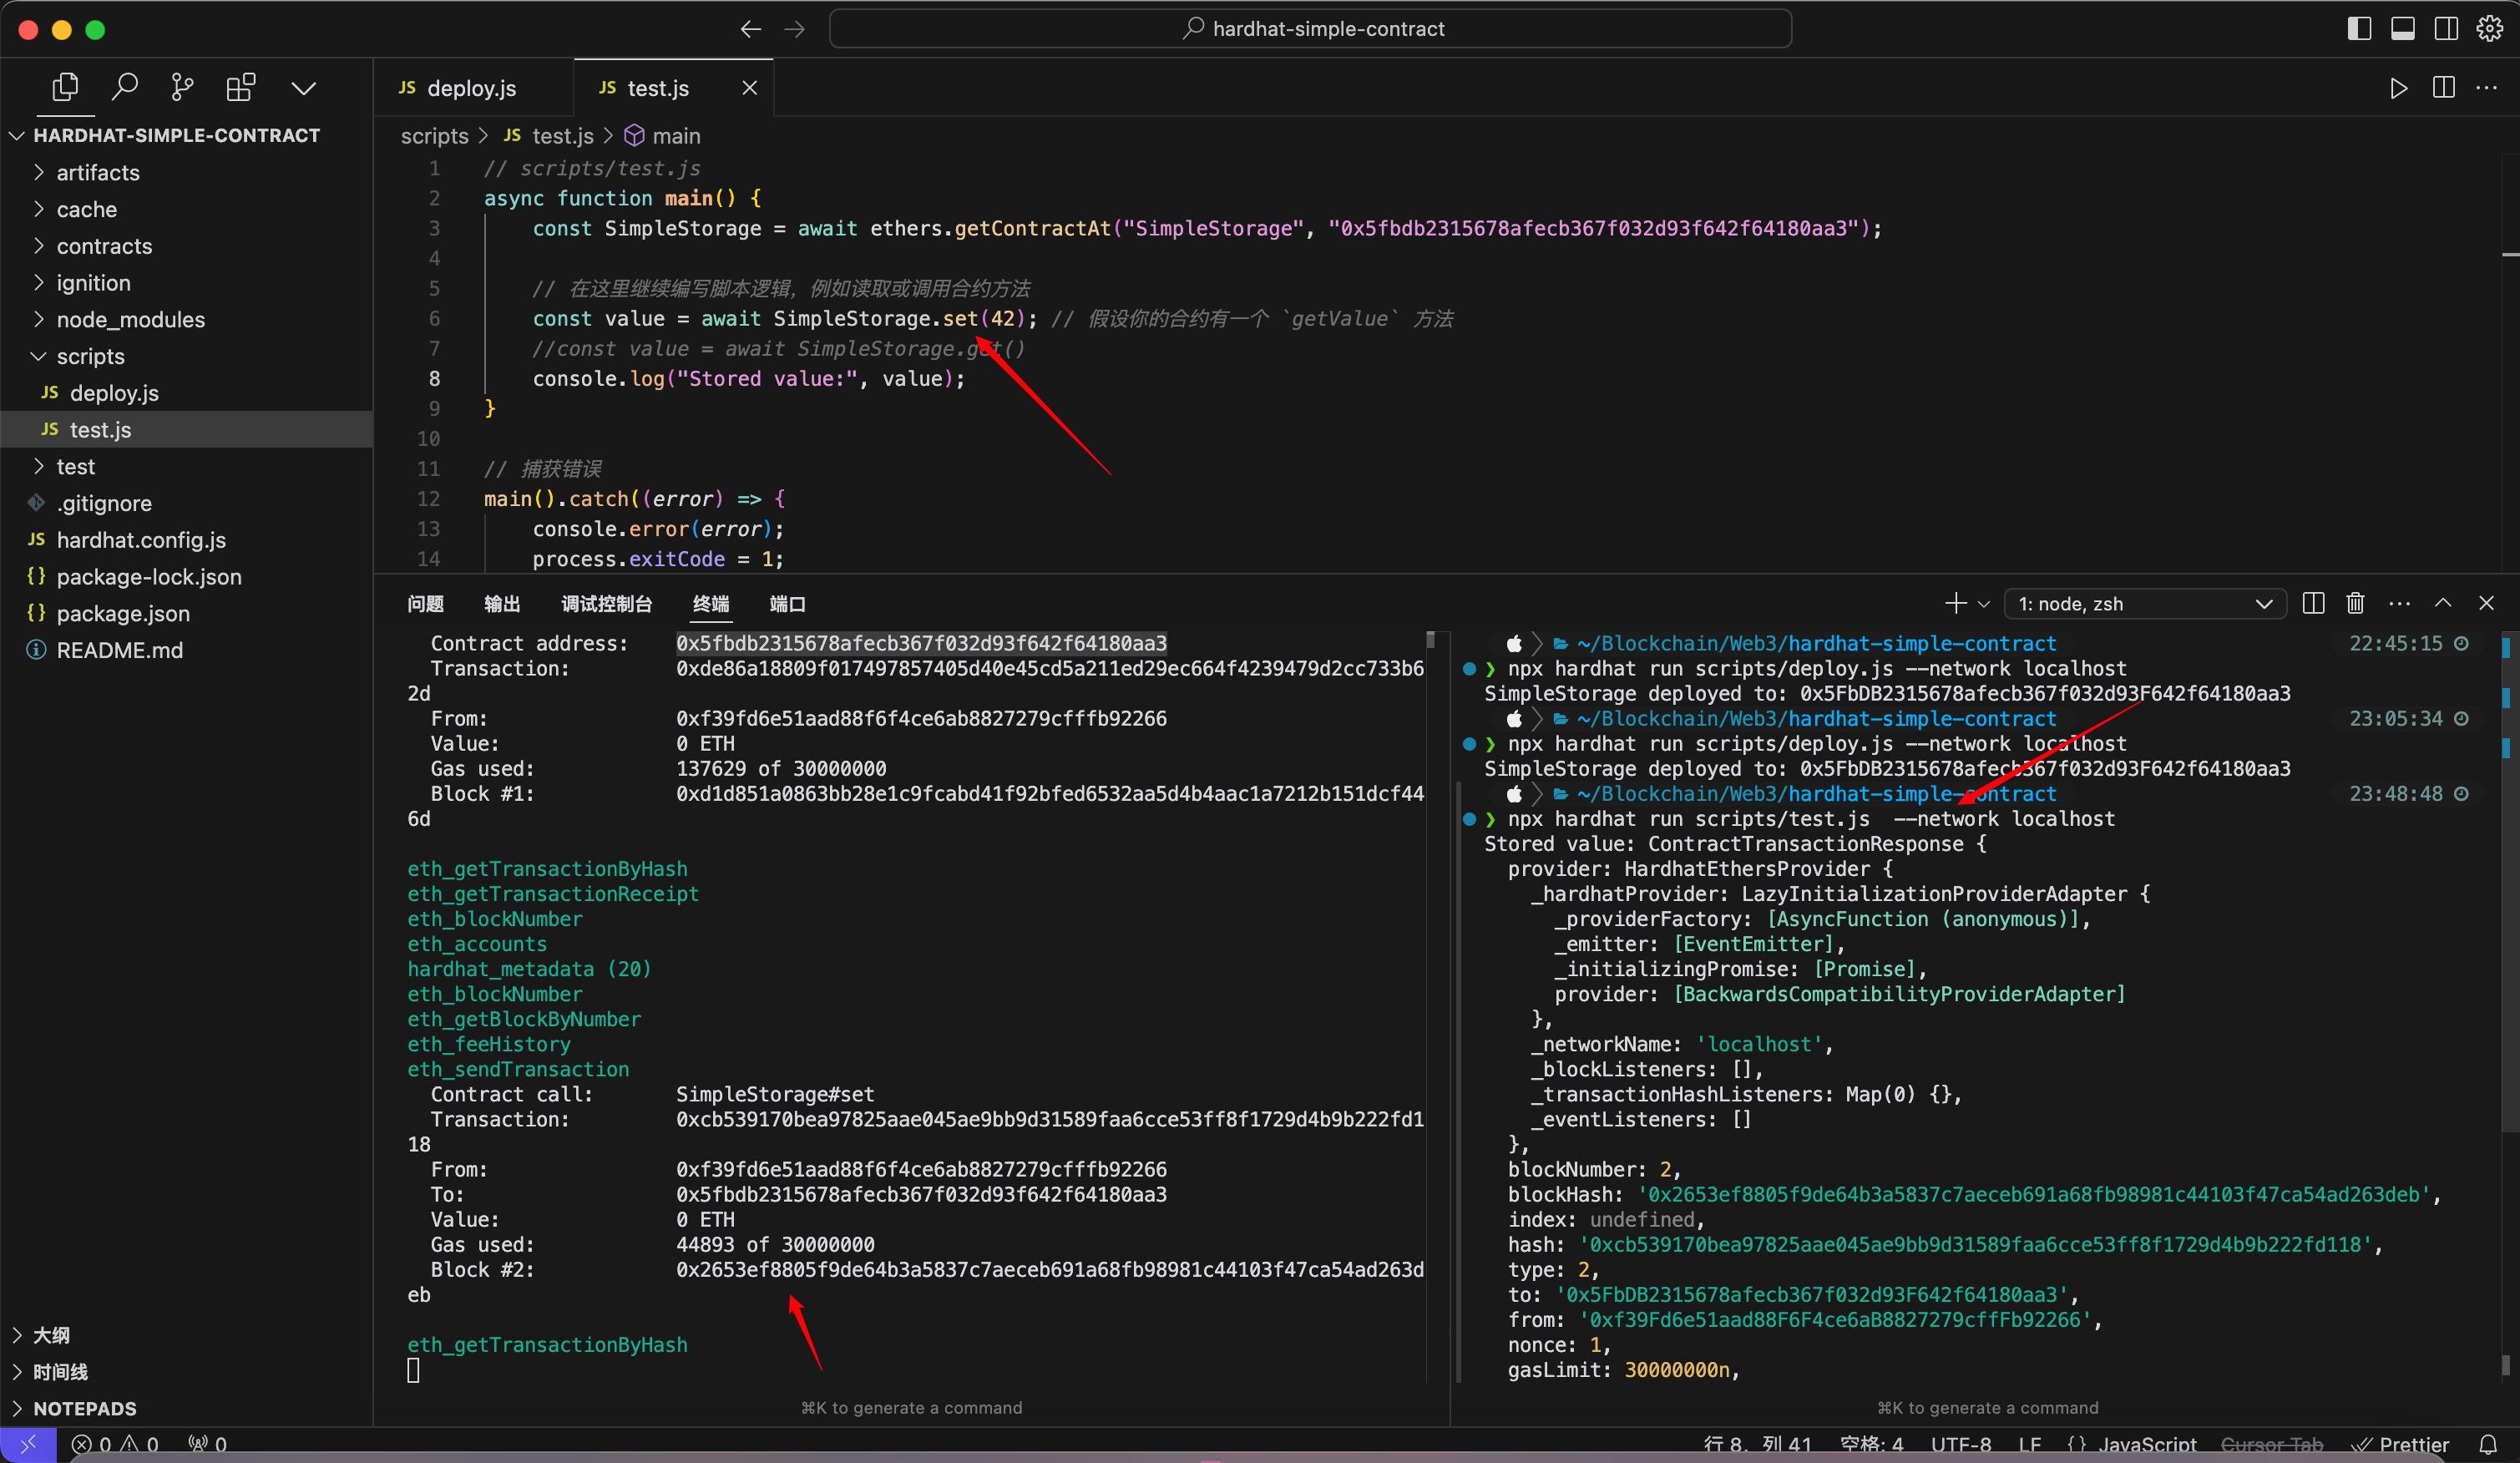 hardhat-simple-contract
HARDHAT-SIMPLE-CONTRACT
artifacts
cache
contracts
ignition
node_modules
scripts
JS deploy.js
JS test.js
test
.gitignore
JS hardhat.config.js
{} package-lock.json
{} package.json
README.md
大纲
时间线
NOTEPADS
JS deploy.js
JS test.js
scripts > JS test.js > main
1 // scripts/test.js
2 async function main() {
3 const SimpleStorage = await ethers.getContractAt("SimpleStorage", "0x5fbdb2315678afecb367f032d93f642f64180aa3");
4
5 // 在这里继续编写脚本逻辑，例如读取或调用合约方法
6 const value = await SimpleStorage.set(42); // 假设你的合约有一个 `getValue` 方法
7 //const value = await SimpleStorage.get()
8 console.log("Stored value:", value);
9 }
10
11 // 捕获错误
12 main().catch((error) => {
13 console.error(error);
14 process.exitCode = 1;
问题 输出 调试控制台 终端 端口
1: node, zsh
Contract address: 0x5fbdb2315678afecb367f032d93f642f64180aa3
Transaction: 0xde86a18809f017497857405d40e45cd5a211ed29ec664f4239479d2cc733b6
2d
From: 0xf39fd6e51aad88f6f4ce6ab8827279cfffb92266
Value: 0 ETH
Gas used: 137629 of 30000000
Block #1: 0xd1d851a0863bb28e1c9fcabd41f92bfed6532aa5d4b4aac1a7212b151dcf44
6d
eth_getTransactionByHash
eth_getTransactionReceipt
eth_blockNumber
eth_accounts
hardhat_metadata (20)
eth_blockNumber
eth_getBlockByNumber
eth_feeHistory
eth_sendTransaction
Contract call: SimpleStorage#set
Transaction: 0xcb539170bea97825aae045ae9bb9d31589faa6cce53ff8f1729d4b9b222fd1
18
From: 0xf39fd6e51aad88f6f4ce6ab8827279cfffb92266
To: 0x5fbdb2315678afecb367f032d93f642f64180aa3
Value: 0 ETH
Gas used: 44893 of 30000000
Block #2: 0x2653ef8805f9de64b3a5837c7aeceb691a68fb98981c44103f47ca54ad263d
eb
eth_getTransactionByHash
⌘K to generate a command
~/Blockchain/Web3/hardhat-simple-contract 22:45:15
❯ npx hardhat run scripts/deploy.js --network localhost
SimpleStorage deployed to: 0x5FbDB2315678afecb367f032d93F642f64180aa3
~/Blockchain/Web3/hardhat-simple-contract 23:05:34
❯ npx hardhat run scripts/deploy.js --network localhost
SimpleStorage deployed to: 0x5FbDB2315678afecb367f032d93F642f64180aa3
~/Blockchain/Web3/hardhat-simple-contract 23:48:48
❯ npx hardhat run scripts/test.js --network localhost
Stored value: ContractTransactionResponse {
provider: HardhatEthersProvider {
_hardhatProvider: LazyInitializationProviderAdapter {
_providerFactory: [AsyncFunction (anonymous)],
_emitter: [EventEmitter],
_initializingPromise: [Promise],
provider: [BackwardsCompatibilityProviderAdapter]
},
_networkName: 'localhost',
_blockListeners: [],
_transactionHashListeners: Map(0) {},
_eventListeners: []
},
blockNumber: 2,
blockHash: '0x2653ef8805f9de64b3a5837c7aeceb691a68fb98981c44103f47ca54ad263deb',
index: undefined,
hash: '0xcb539170bea97825aae045ae9bb9d31589faa6cce53ff8f1729d4b9b222fd118',
type: 2,
to: '0x5FbDB2315678afecb367f032d93F642f64180aa3',
from: '0xf39Fd6e51aad88F6F4ce6aB8827279cffFb92266',
nonce: 1,
gasLimit: 30000000n,
⌘K to generate a command
0 0 0
行 8, 列 41 空格: 4 UTF-8 LF {} JavaScript Cursor Tab Prettier